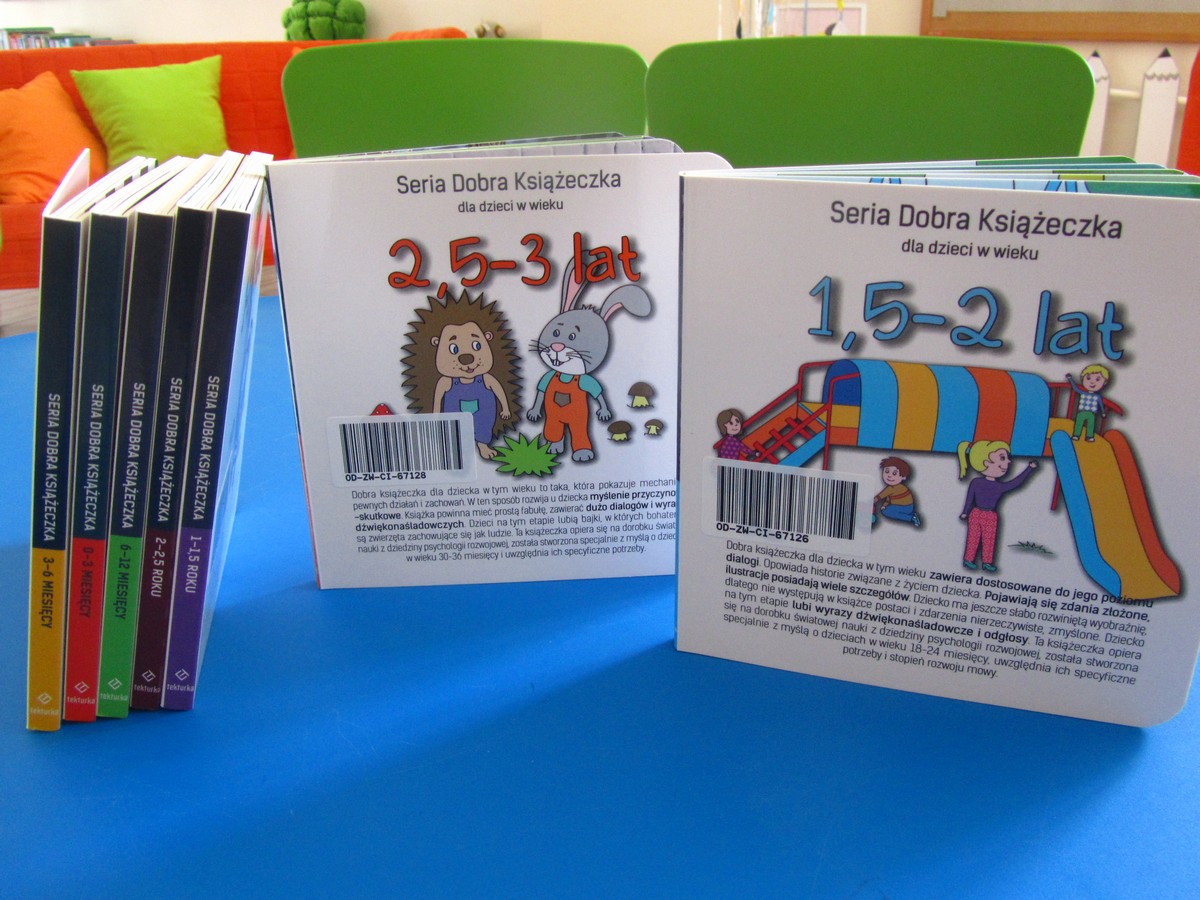 SERIA DOBRA KSIĄŻECZKA
3-6 MIESIĘCY
tekturka
SERIA DOBRA KSIĄŻECZKA
0-3 MIESIĘCY
tekturka
SERIA DOBRA KSIĄŻECZKA
6-12 MIESIĘCY
tekturka
SERIA DOBRA KSIĄŻECZKA
2-2,5 ROKU
tekturka
SERIA DOBRA KSIĄŻECZKA
1-1,5 ROKU
tekturka
Seria Dobra Książeczka
dla dzieci w wieku
2,5-3 lat
OD-ZW-CI-67128
Dobra książeczka dla dziecka w tym wieku to taka, która pokazuje mechani
pewnych działań i zachowań. W ten sposób rozwija u dziecka myślenie przyczyno
-skutkowe. Książka powinna mieć prostą fabułę, zawierać dużo dialogów i wyra
dźwiękonaśladowczych. Dzieci na tym etapie lubią bajki, w których bohater
są zwierzęta zachowujące się jak ludzie. Ta książeczka opiera się na dorobku świat
nauki z dziedziny psychologii rozwojowej, została stworzona specjalnie z myślą o dziec
w wieku 30-36 miesięcy i uwzględnia ich specyficzne potrzeby.
Seria Dobra Książeczka
dla dzieci w wieku
1,5-2 lat
OD-ZW-CI-67126
Dobra książeczka dla dziecka w tym wieku zawiera dostosowane do jego poziomu
dialogi. Opowiada historie związane z życiem dziecka. Pojawiają się zdania złożone,
ilustracje posiadają wiele szczegółów. Dziecko ma jeszcze słabo rozwiniętą wyobraźnię,
dlatego nie występują w książce postaci i zdarzenia nierzeczywiste, zmyślone. Dziecko
na tym etapie lubi wyrazy dźwiękonaśladowcze i odgłosy. Ta książeczka opiera
się na dorobku światowej nauki z dziedziny psychologii rozwojowej, została stworzona
specjalnie z myślą o dzieciach w wieku 18-24 miesięcy, uwzględnia ich specyficzne
potrzeby i stopień rozwoju mowy.